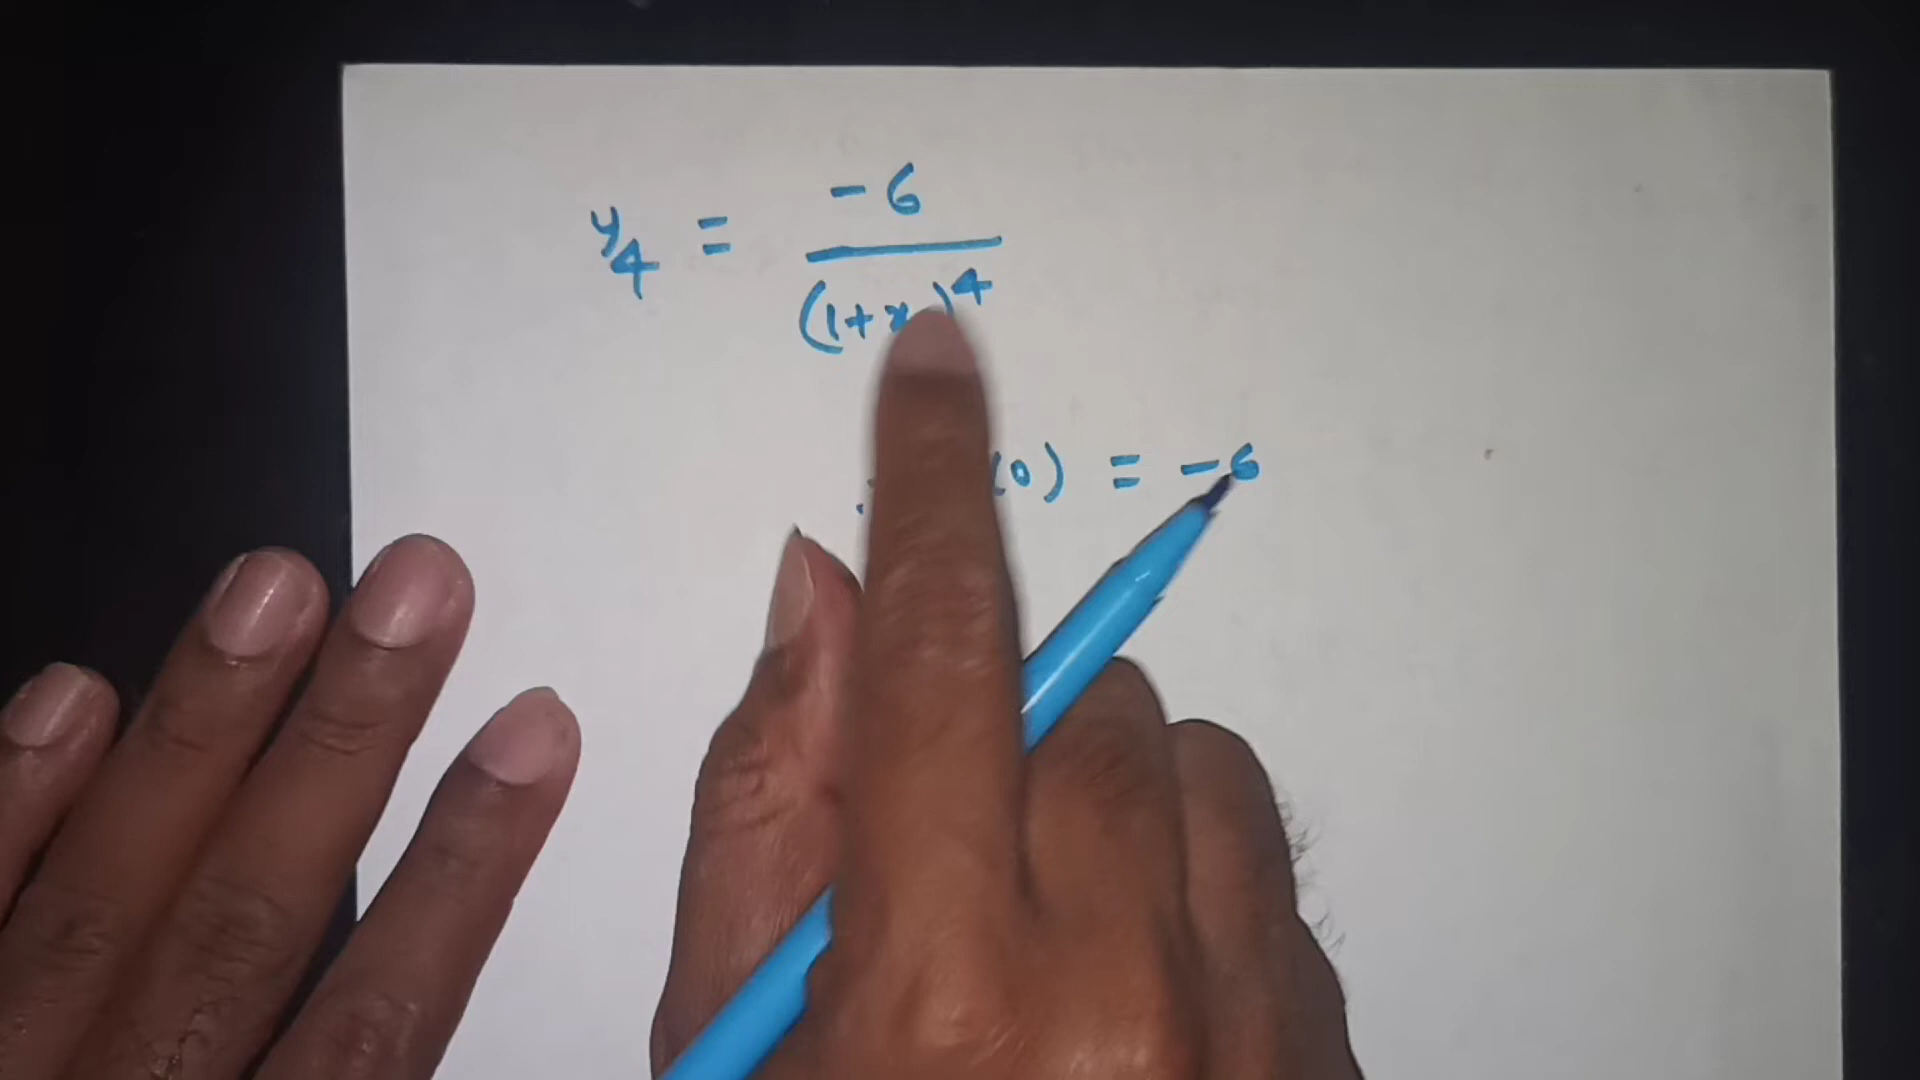 y₄ = -6 / (1+x)⁴
(0) = -6